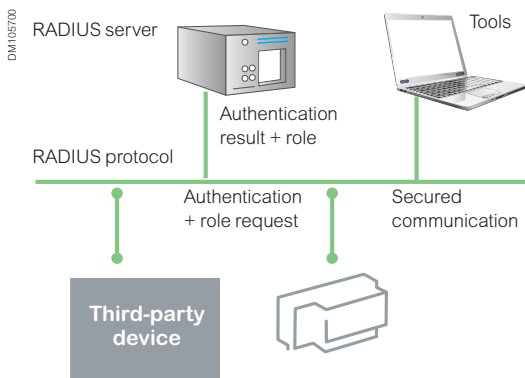 DM105700
RADIUS server
Tools
Authentication
result + role
RADIUS protocol
Authentication
+ role request
Secured
communication
Third-party
device